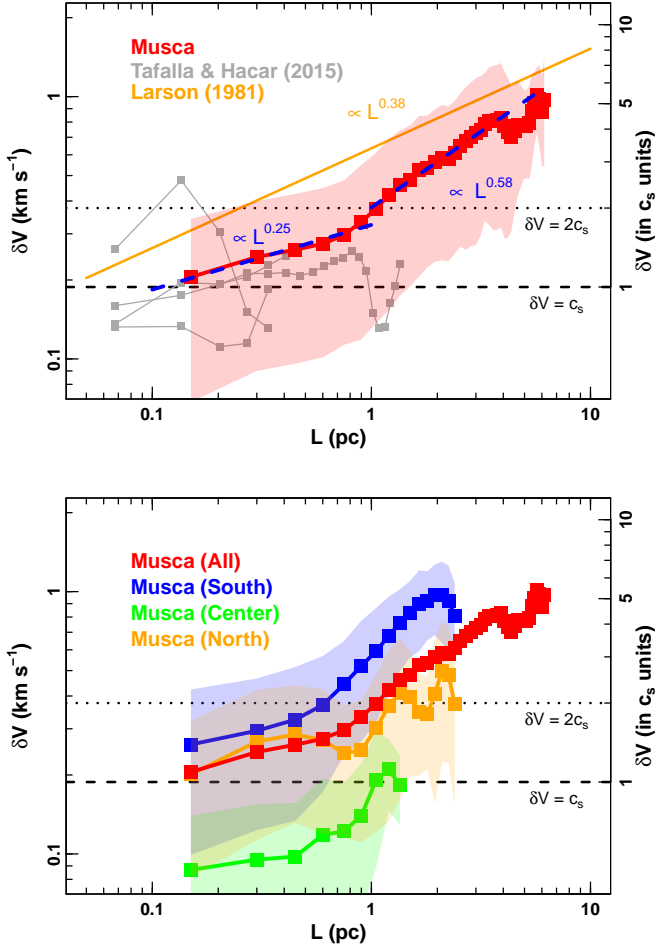 Musca
Tafalla & Hacar (2015)
Larson (1981)
∝ L^0.38
∝ L^0.58
∝ L^0.25
δV = 2c_s
δV = c_s
1
0.1
δV (km s⁻¹)
10
5
1
δV (in c_s units)
0.1
1
10
L (pc)
Musca (All)
Musca (South)
Musca (Center)
Musca (North)
δV = 2c_s
δV = c_s
1
0.1
δV (km s⁻¹)
10
5
1
δV (in c_s units)
0.1
1
10
L (pc)